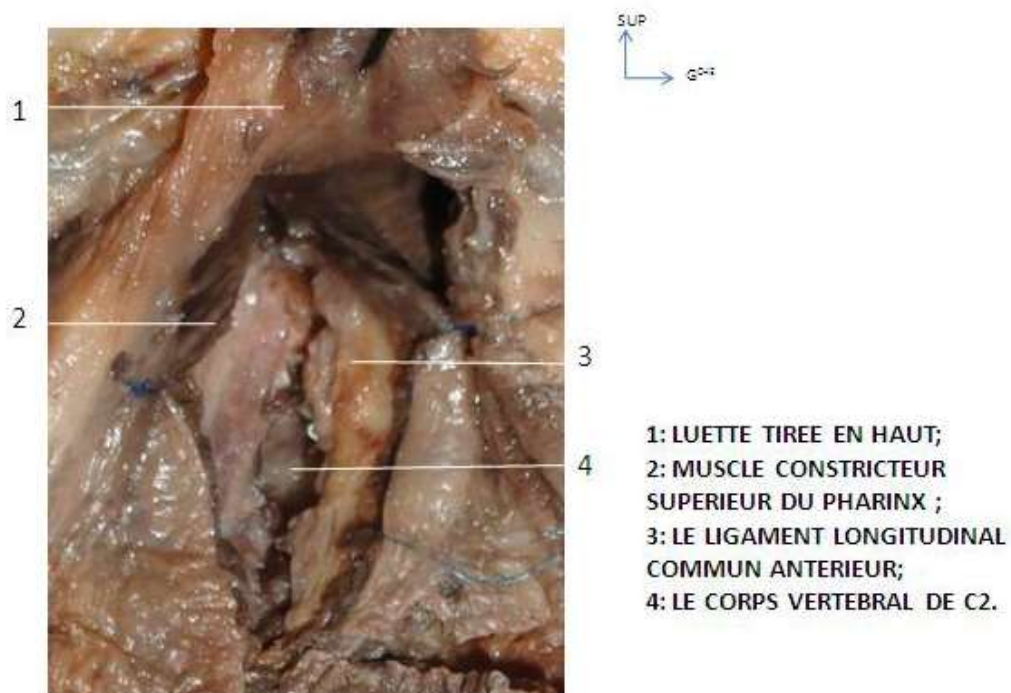 SUP
1
2
3
4
1: LUETTE TIREE EN HAUT;
2: MUSCLE CONSTRICTEUR
SUPERIEUR DU PHARINX ;
3: LE LIGAMENT LONGITUDINAL
COMMUN ANTERIEUR;
4: LE CORPS VERTEBRAL DE C2.